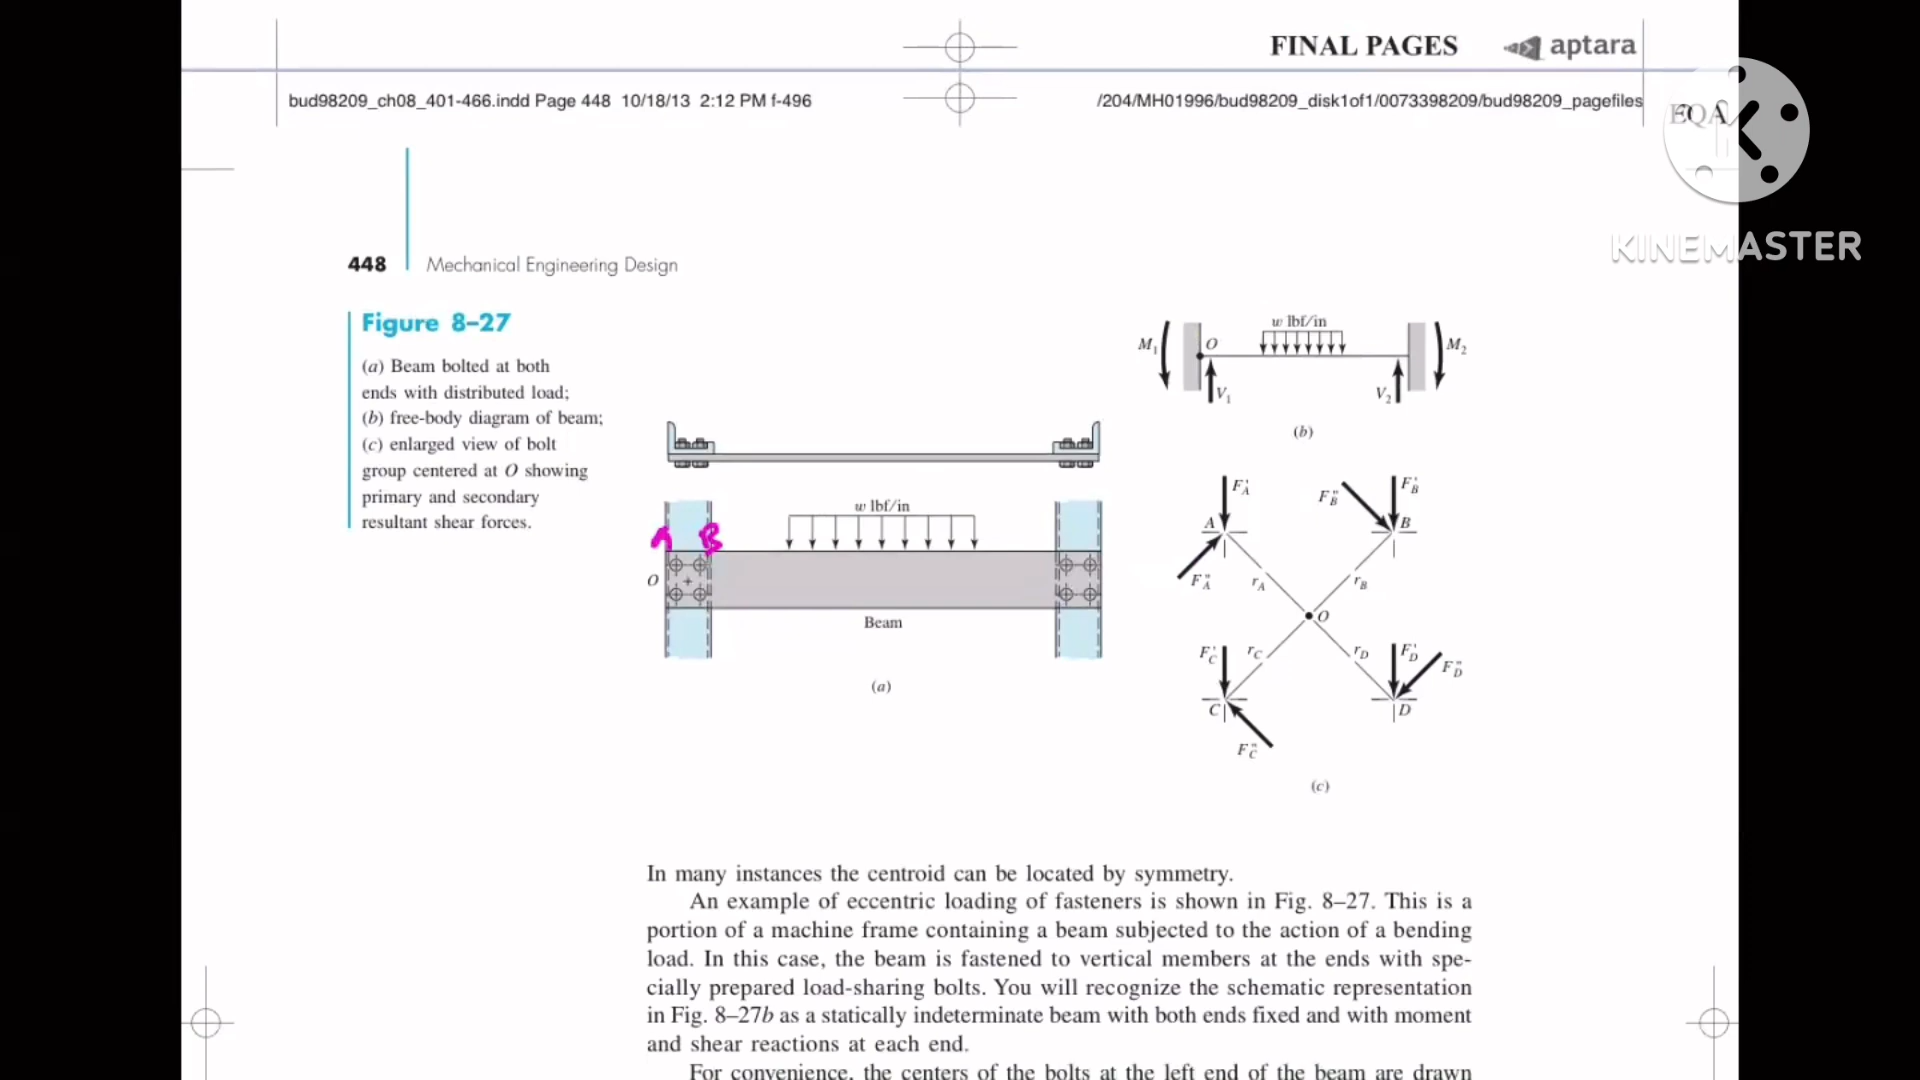 FINAL PAGES aptara
bud98209_ch08_401-466.indd Page 448 10/18/13 2:12 PM f-496
/204/MH01996/bud98209_disk1of1/0073398209/bud98209_pagefiles
EQA
KINEMASTER
448 Mechanical Engineering Design
Figure 8–27
(a) Beam bolted at both
ends with distributed load;
(b) free-body diagram of beam;
(c) enlarged view of bolt
group centered at O showing
primary and secondary
resultant shear forces.
w lbf/in
M1 O M2
V1 V2
(b)
A B
w lbf/in
O
Beam
(a)
F'A F"B F'B
A B
F"A rA rB
O
F'C rC rD F'D F"D
C D
F"C
(c)
In many instances the centroid can be located by symmetry.
An example of eccentric loading of fasteners is shown in Fig. 8–27. This is a
portion of a machine frame containing a beam subjected to the action of a bending
load. In this case, the beam is fastened to vertical members at the ends with spe-
cially prepared load-sharing bolts. You will recognize the schematic representation
in Fig. 8–27b as a statically indeterminate beam with both ends fixed and with moment
and shear reactions at each end.
For convenience, the centers of the bolts at the left end of the beam are drawn